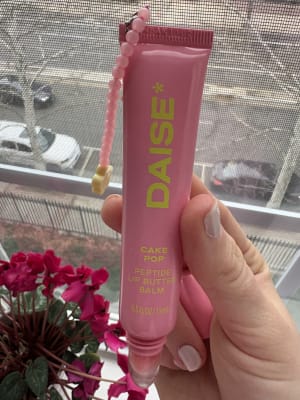 DAISE*
CAKE
POP
PEPTIDE
LIP BUTTER
BALM